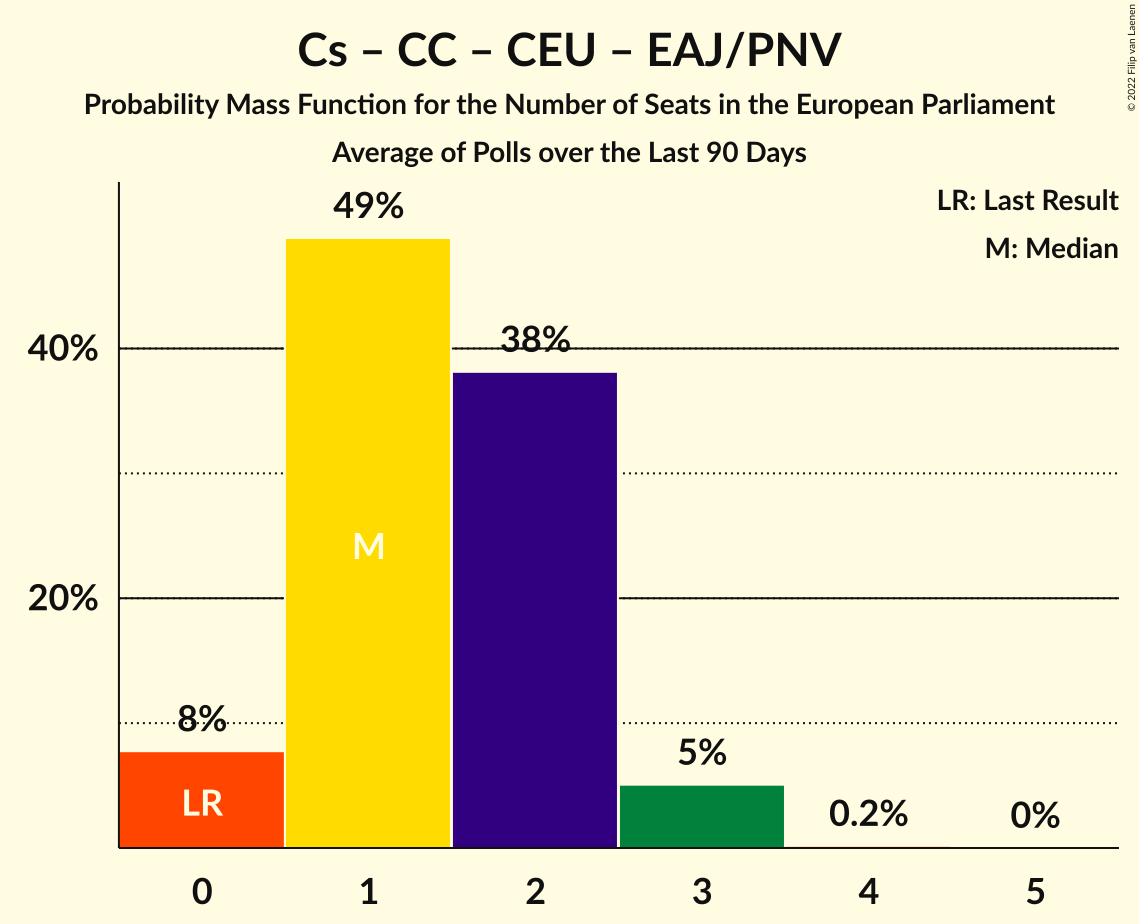 Cs – CC – CEU – EAJ/PNV
Probability Mass Function for the Number of Seats in the European Parliament
Average of Polls over the Last 90 Days
© 2022 Filip van Laenen
LR: Last Result
M: Median
49%
38%
40%
M
20%
8%
5%
LR
0.2%
0%
0 1 2 3 4 5